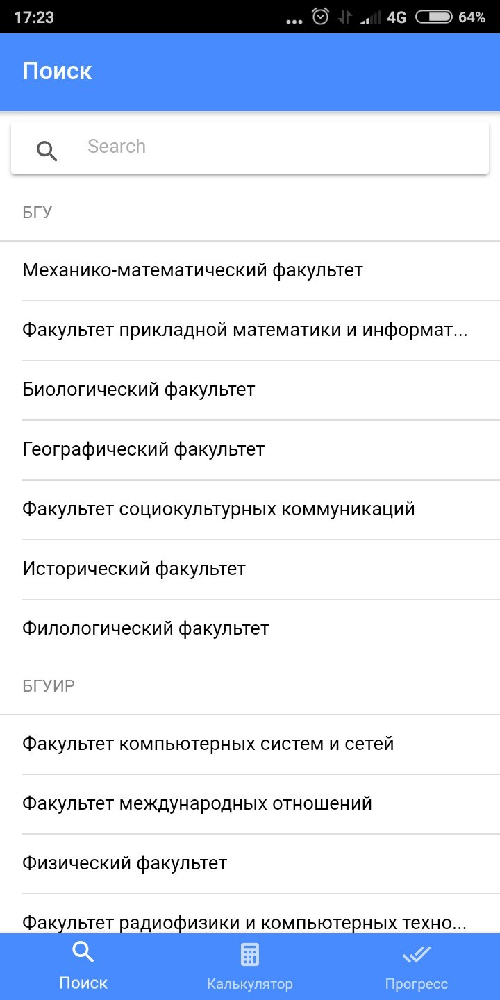 17:23
4G
64%
Поиск
Search
БГУ
Механико-математический факультет
Факультет прикладной математики и информат...
Биологический факультет
Географический факультет
Факультет социокультурных коммуникаций
Исторический факультет
Филологический факультет
БГУИР
Факультет компьютерных систем и сетей
Факультет международных отношений
Физический факультет
Факультет радиофизики и компьютерных техно...
Поиск
Калькулятор
Прогресс